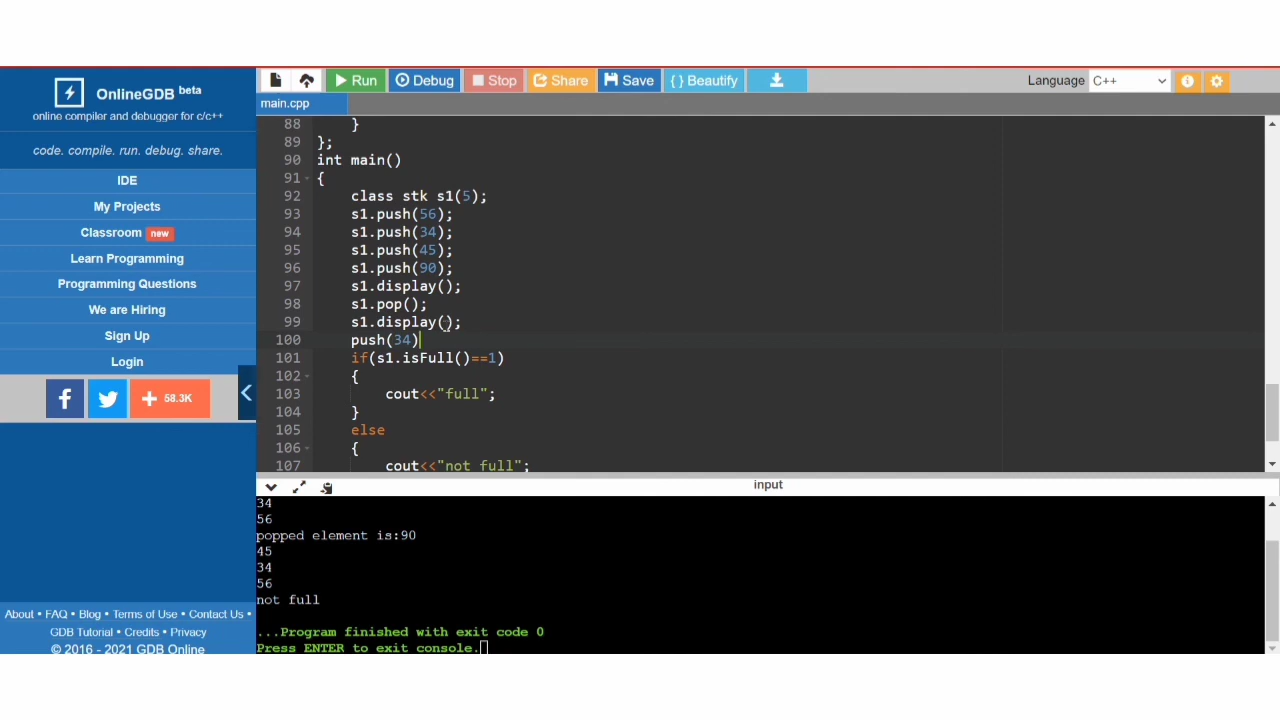 OnlineGDB beta
online compiler and debugger for c/c++
code. compile. run. debug. share.
IDE
My Projects
Classroom new
Learn Programming
Programming Questions
We are Hiring
Sign Up
Login
58.3K
About • FAQ • Blog • Terms of Use • Contact Us •
GDB Tutorial • Credits • Privacy
© 2016 - 2021 GDB Online
Run Debug Stop Share Save { } Beautify Language C++
main.cpp
88 }
89 };
90 int main()
91 {
92 class stk s1(5);
93 s1.push(56);
94 s1.push(34);
95 s1.push(45);
96 s1.push(90);
97 s1.display();
98 s1.pop();
99 s1.display();
100 push(34)
101 if(s1.isFull()==1)
102 {
103 cout<<"full";
104 }
105 else
106 {
107 cout<<"not full";
input
34
56
popped element is:90
45
34
56
not full
...Program finished with exit code 0
Press ENTER to exit console.